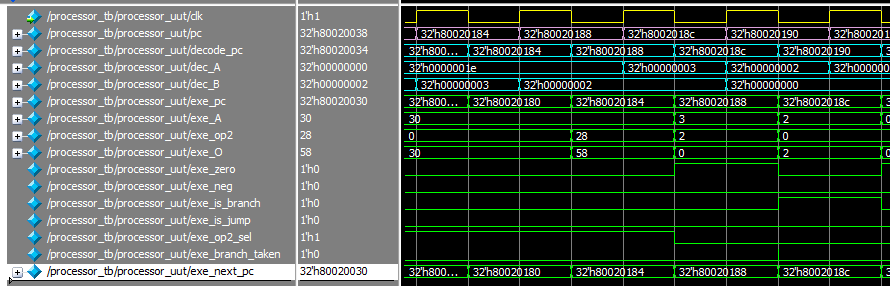 /processor_tb/processor_uut/clk 1'h1
/processor_tb/processor_uut/pc 32'h80020038 32'h80020184 32'h80020188 32'h8002018c 32'h80020190 32'h80020194
/processor_tb/processor_uut/decode_pc 32'h80020034 32'h800... 32'h80020184 32'h80020188 32'h8002018c 32'h80020190
/processor_tb/processor_uut/dec_A 32'h00000000 32'h0000001e 32'h00000003 32'h00000002 32'h00000000
/processor_tb/processor_uut/dec_B 32'h00000002 32'h00000003 32'h00000002 32'h00000000
/processor_tb/processor_uut/exe_pc 32'h80020030 32'h800... 32'h80020180 32'h80020184 32'h80020188 32'h8002018c
/processor_tb/processor_uut/exe_A 30 30 3 2 0
/processor_tb/processor_uut/exe_op2 28 0 28 2 0
/processor_tb/processor_uut/exe_O 58 30 58 0 2 0
/processor_tb/processor_uut/exe_zero 1'h0
/processor_tb/processor_uut/exe_neg 1'h0
/processor_tb/processor_uut/exe_is_branch 1'h0
/processor_tb/processor_uut/exe_is_jump 1'h0
/processor_tb/processor_uut/exe_op2_sel 1'h1
/processor_tb/processor_uut/exe_branch_taken 1'h0
/processor_tb/processor_uut/exe_next_pc 32'h80020030 32'h800... 32'h80020180 32'h80020184 32'h80020188 32'h8002018c